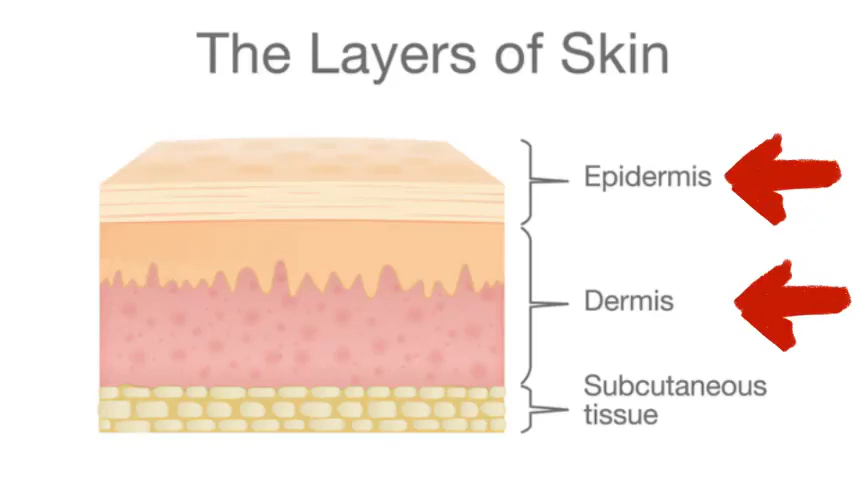 The Layers of Skin
Epidermis
Dermis
Subcutaneous
tissue